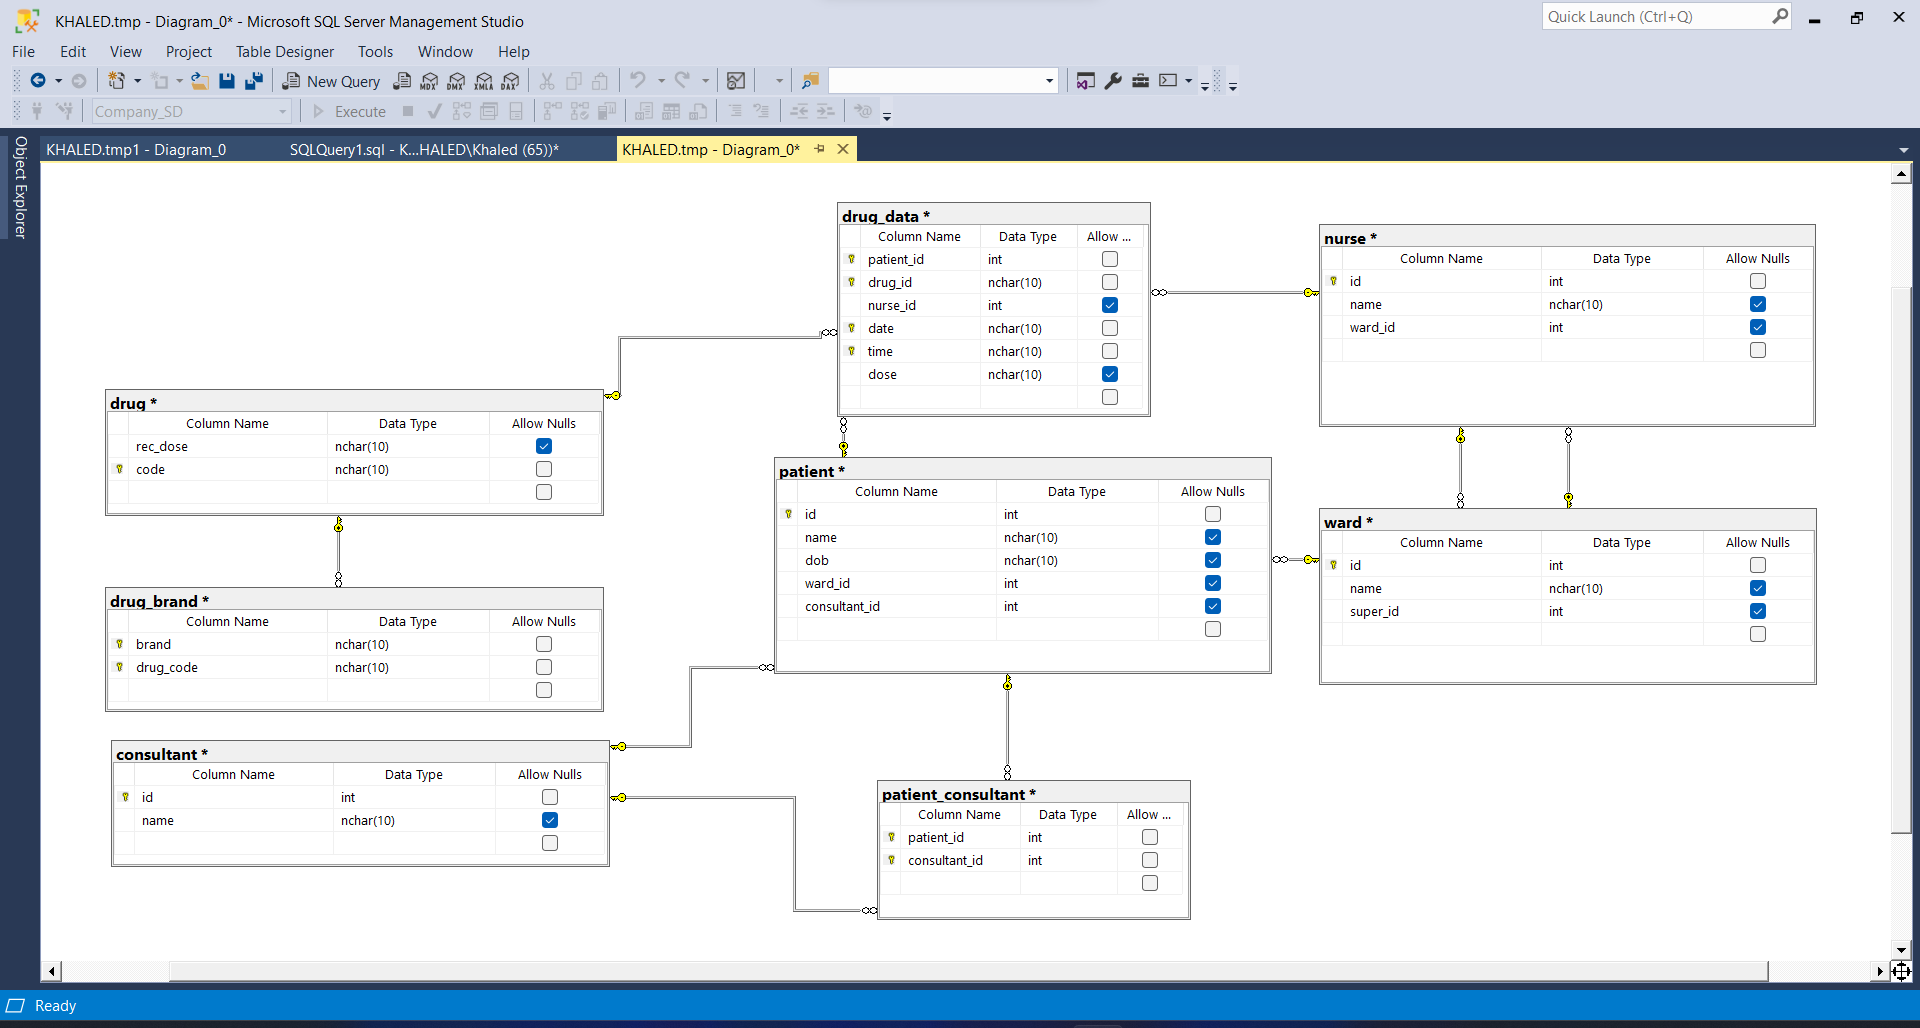 KHALED.tmp - Diagram_0* - Microsoft SQL Server Management Studio
Quick Launch (Ctrl+Q)
File Edit View Project Table Designer Tools Window Help
New Query MDX DMX XMLA DAX
Company_SD Execute
Object Explorer
KHALED.tmp1 - Diagram_0 SQLQuery1.sql - K...HALED\Khaled (65))* KHALED.tmp - Diagram_0*
drug_data *
Column Name Data Type Allow ...
patient_id int
drug_id nchar(10)
nurse_id int
date nchar(10)
time nchar(10)
dose nchar(10)
nurse *
Column Name Data Type Allow Nulls
id int
name nchar(10)
ward_id int
drug *
Column Name Data Type Allow Nulls
rec_dose nchar(10)
code nchar(10)
patient *
Column Name Data Type Allow Nulls
id int
name nchar(10)
dob nchar(10)
ward_id int
consultant_id int
ward *
Column Name Data Type Allow Nulls
id int
name nchar(10)
super_id int
drug_brand *
Column Name Data Type Allow Nulls
brand nchar(10)
drug_code nchar(10)
consultant *
Column Name Data Type Allow Nulls
id int
name nchar(10)
patient_consultant *
Column Name Data Type Allow ...
patient_id int
consultant_id int
Ready